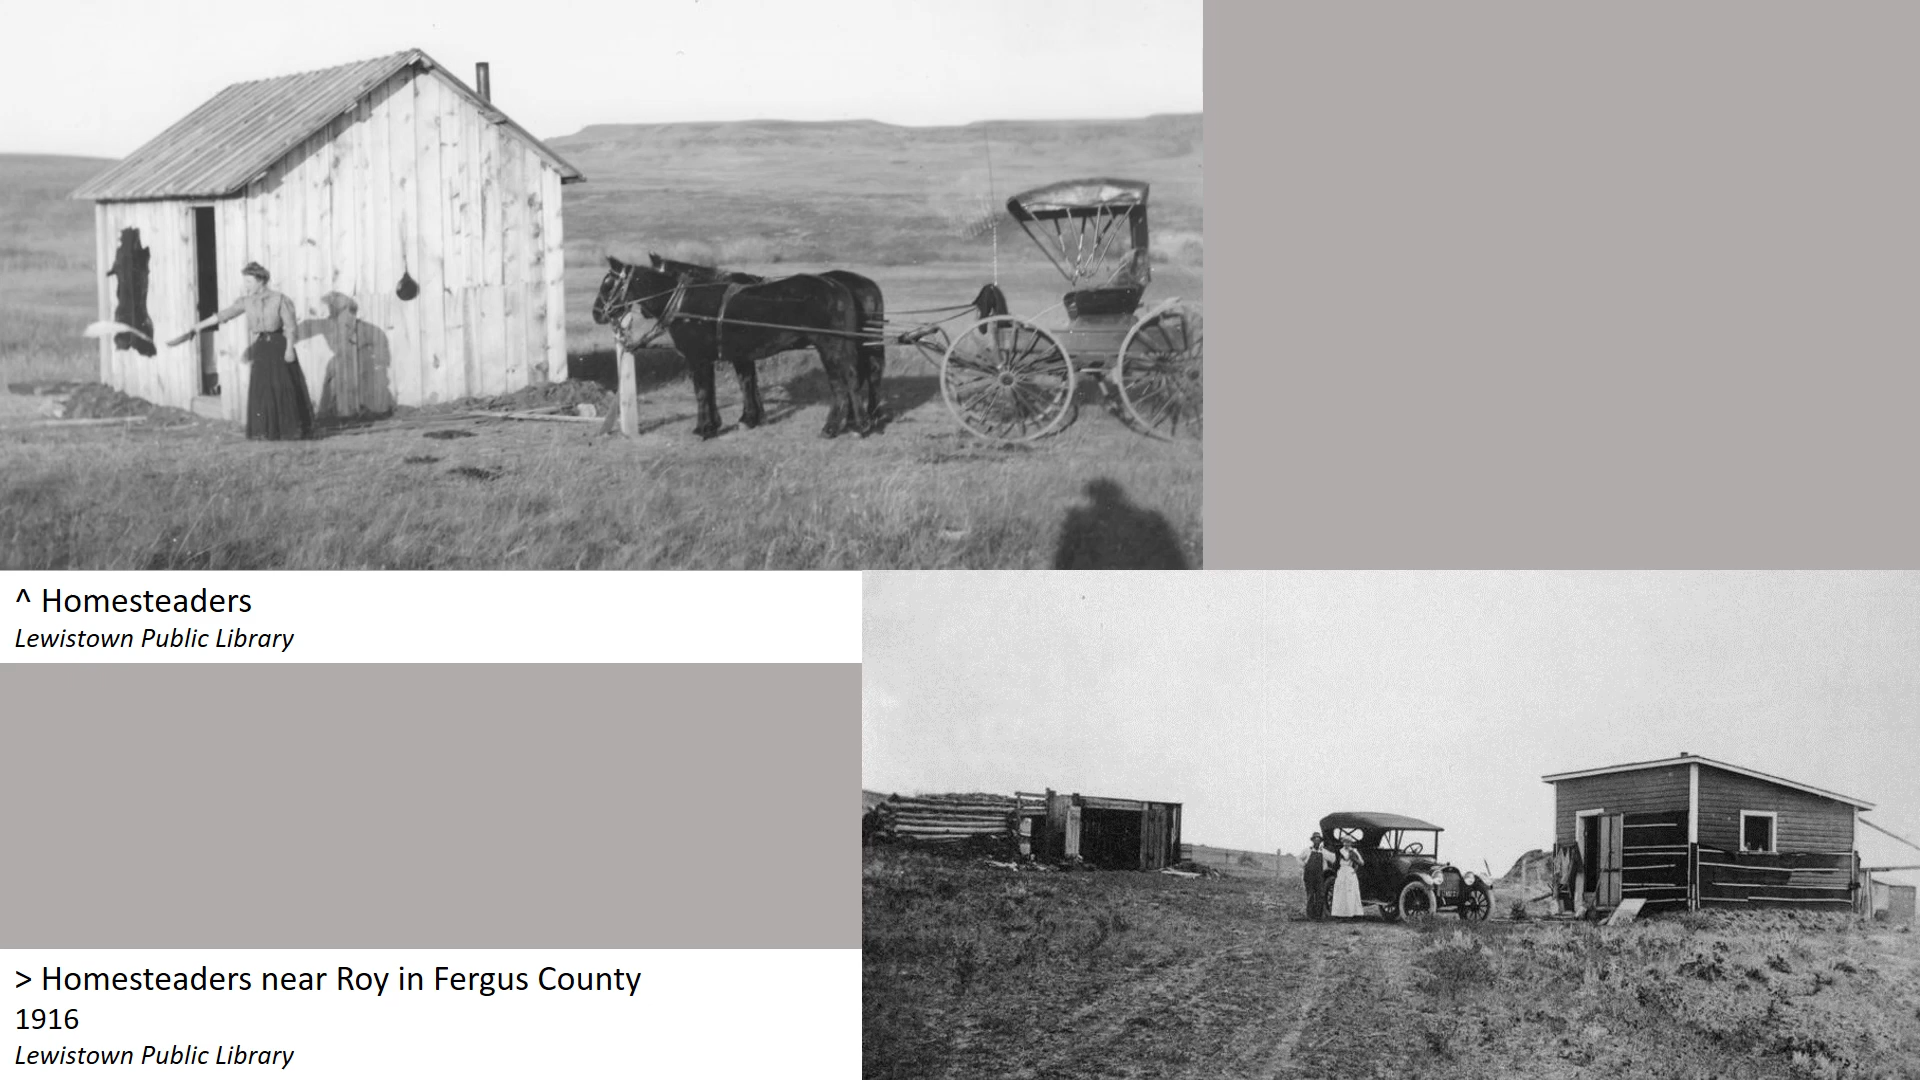 ^ Homesteaders
Lewistown Public Library
> Homesteaders near Roy in Fergus County
1916
Lewistown Public Library